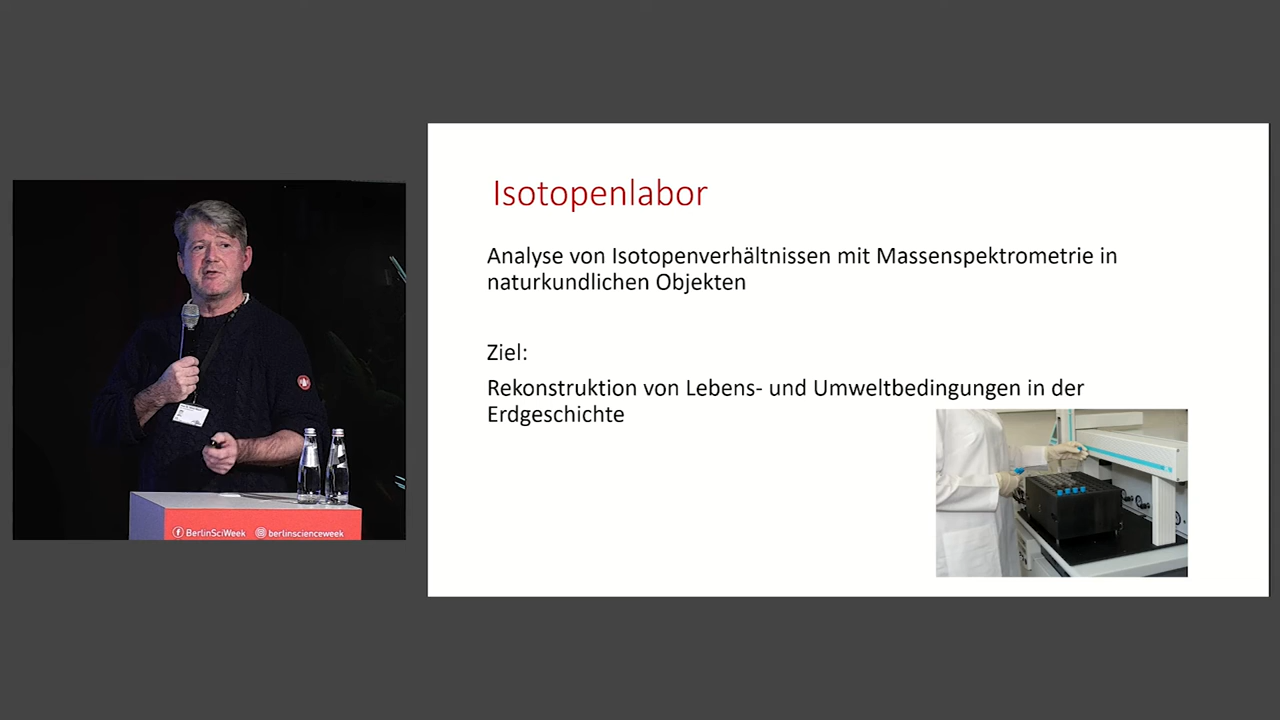 Isotopenlabor
Analyse von Isotopenverhältnissen mit Massenspektrometrie in
naturkundlichen Objekten
Ziel:
Rekonstruktion von Lebens- und Umweltbedingungen in der
Erdgeschichte
BerlinSciWeek berlinscienceweek